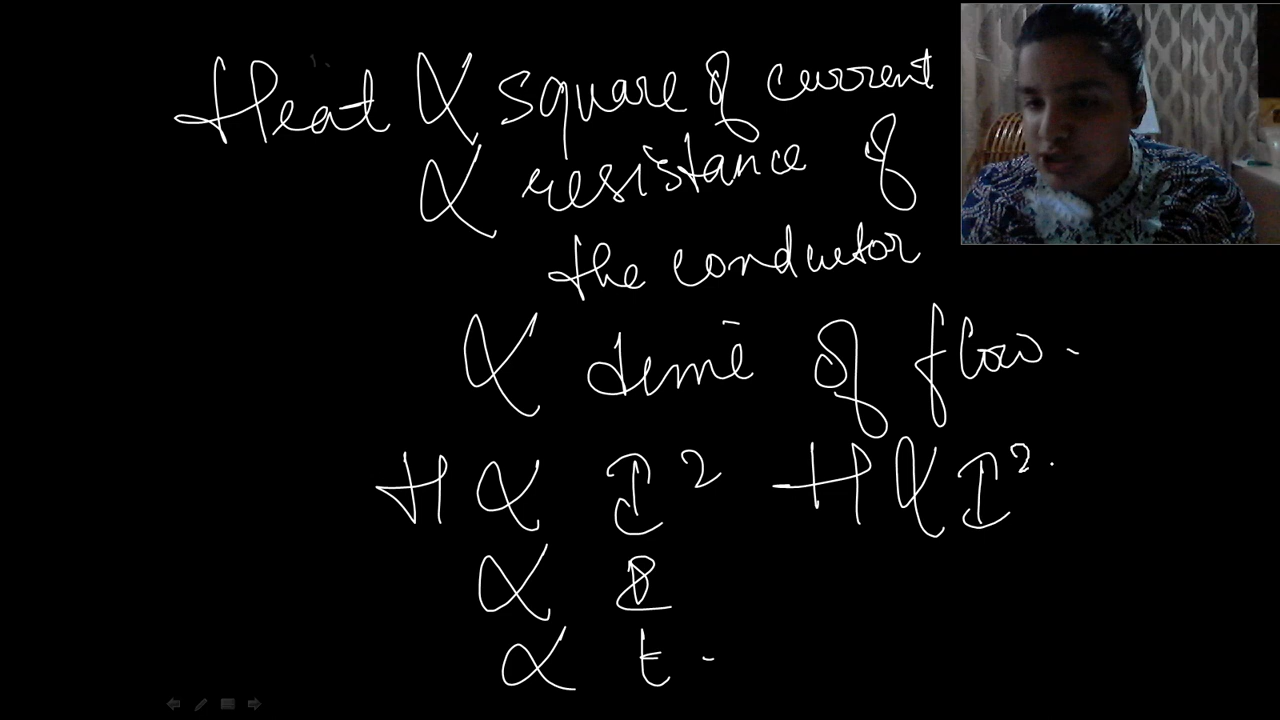 Heat ∝ square of current
∝ resistance of
the conductor
∝ time of flow.
H ∝ I² H ∝ I².
∝
∝ t.